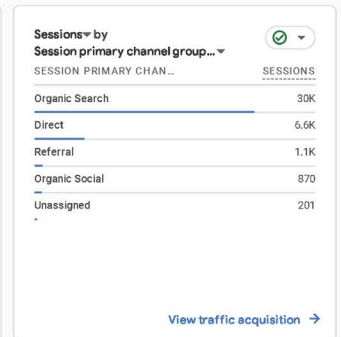 Sessions by
Session primary channel group...
SESSION PRIMARY CHAN... SESSIONS
Organic Search 30K
Direct 6.6K
Referral 1.1K
Organic Social 870
Unassigned 201
View traffic acquisition →